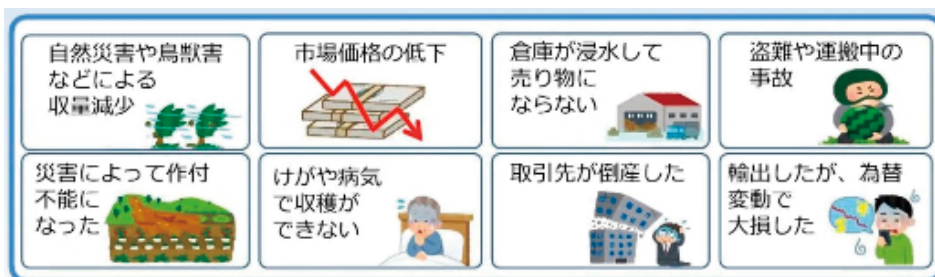 自然災害や鳥獣害
などによる
収量減少
市場価格の低下
倉庫が浸水して
売り物に
ならない
盗難や運搬中の
事故
災害によって作付
不能に
なった
けがや病気
で収穫が
できない
取引先が倒産した
輸出したが、為替
変動で
大損した